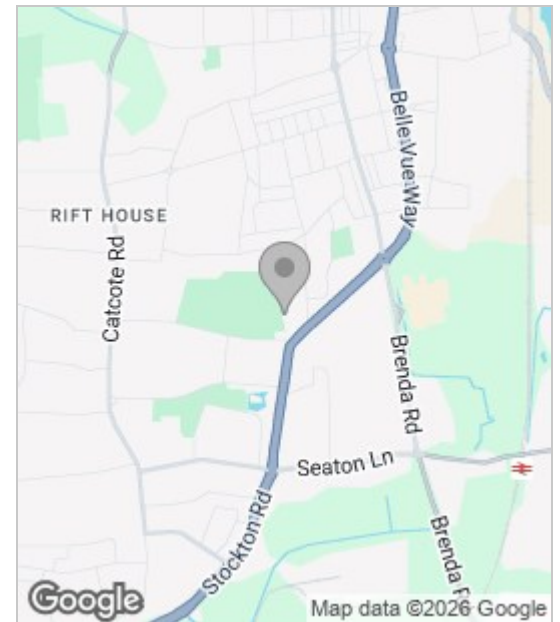 Belle Vue Way
RIFT HOUSE
Catcote Rd
Brenda Rd
Seaton Ln
Stockton Rd
Brenda R
Google
Map data ©2026 Google